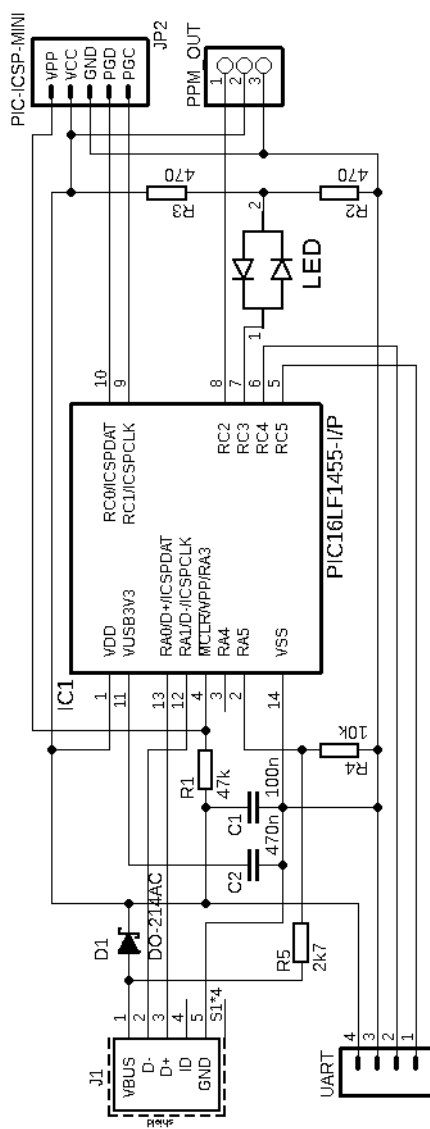 PIC-ICSP-MINI
VPP
VCC
GND
PGD
PGC
JP2
PPM_OUT
1
2
3
470
R3
470
R2
2
LED
1
10
9
8
7
6
5
RC0/ICSPDAT
RC1/ICSPCLK
RC2
RC3
RC4
RC5
PIC16LF1455-I/P
IC1
VDD
VUSB3V3
RA0/D+/ICSPDAT
RA1/D-/ICSPCLK
MCLR/VPP/RA3
RA4
RA5
VSS
1
11
13
12
4
3
2
14
R1
47k
C1
100n
C2
470n
R4
10k
R5
2k7
D1
DO-214AC
J1
VBUS
D-
D+
ID
GND
1
2
3
4
5
S1*4
shield
UART
4
3
2
1